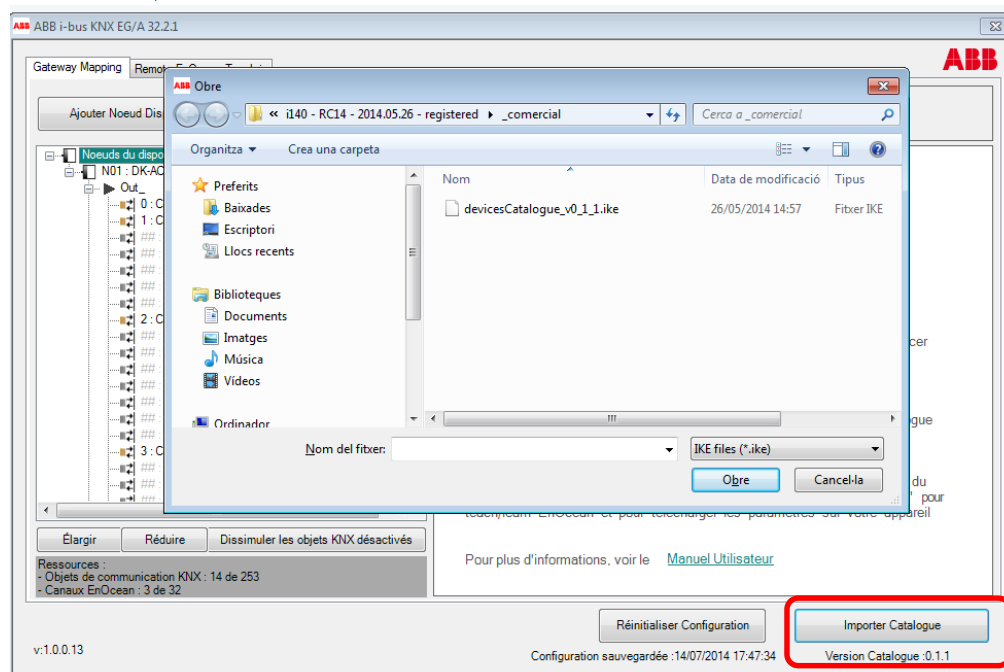 ABB ABB i-bus KNX EG/A 32.2.1
ABB
Gateway Mapping
ABB Obre
Ajouter Noeud Dis
« i140 - RC14 - 2014.05.26 - registered ▸ _comercial
Cerca a _comercial
Organitza
Crea una carpeta
Noeuds du dispo
N01 : DK-AC
Out_
0 : C
1 : C
## :
## :
## :
## :
## :
2 : C
## :
## :
## :
## :
## :
## :
## :
3 : C
## :
## :
## :
Preferits
Baixades
Escriptori
Llocs recents
Biblioteques
Documents
Imatges
Música
Vídeos
Ordinador
Nom
Data de modificació
Tipus
devicesCatalogue_v0_1_1.ike
26/05/2014 14:57
Fitxer IKE
Nom del fitxer:
IKE files (*.ike)
Obre
Cancel·la
cer
gue
du
" pour
sur votre appareil
Élargir
Réduire
Dissimuler les objets KNX désactivés
Ressources :
- Objets de communication KNX : 14 de 253
- Canaux EnOcean : 3 de 32
Pour plus d'informations, voir le Manuel Utilisateur
Réinitialiser Configuration
Importer Catalogue
v:1.0.0.13
Configuration sauvegardée :14/07/2014 17:47:34
Version Catalogue :0.1.1